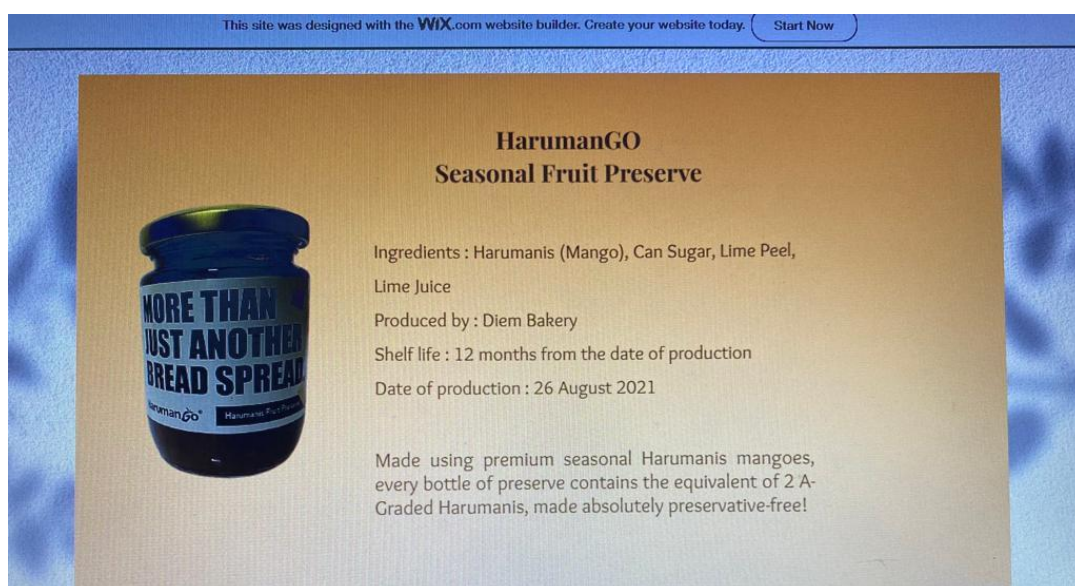 This site was designed with the WIX.com website builder. Create your website today. Start Now
HarumanGO
Seasonal Fruit Preserve
Ingredients : Harumanis (Mango), Can Sugar, Lime Peel,
Lime Juice
Produced by : Diem Bakery
Shelf life : 12 months from the date of production
Date of production : 26 August 2021
Made using premium seasonal Harumanis mangoes,
every bottle of preserve contains the equivalent of 2 A-
Graded Harumanis, made absolutely preservative-free!
MORE THAN
JUST ANOTHER
BREAD SPREAD
HarumanGo
Harumanis Fruit Preserve